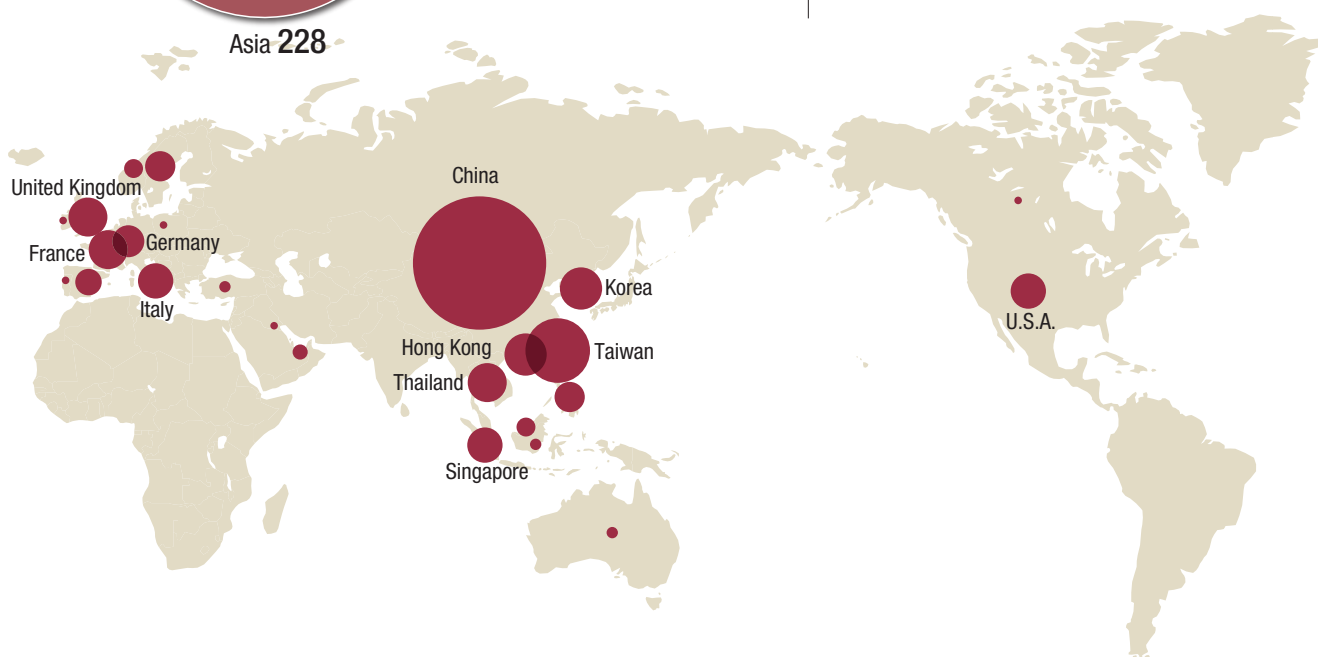 Asia 228
China
United Kingdom
Germany
France
Italy
Korea
U.S.A.
Hong Kong
Taiwan
Thailand
Singapore